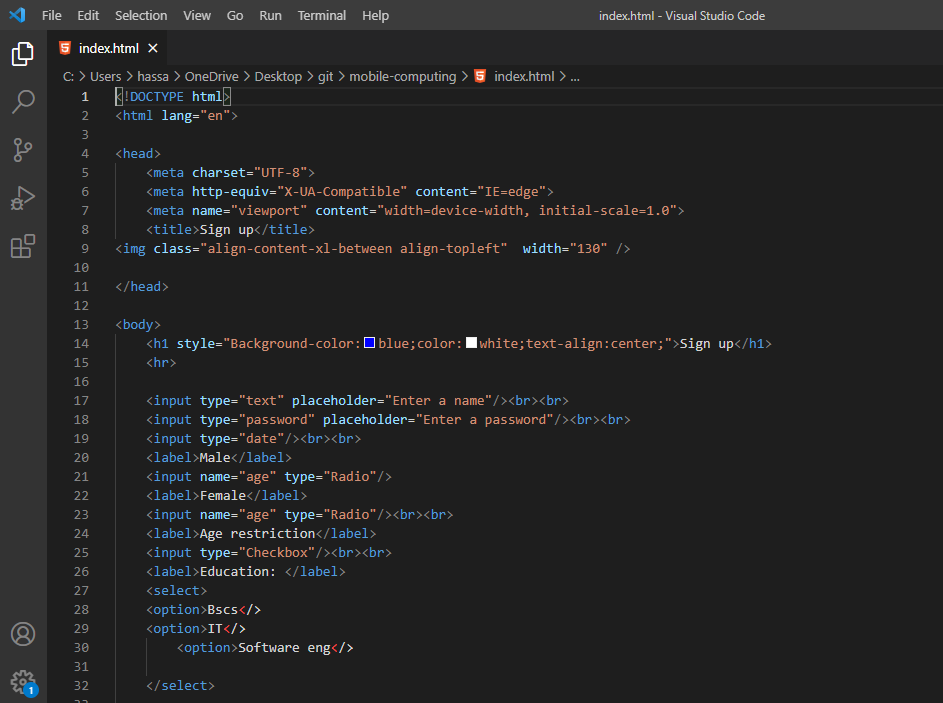 File Edit Selection View Go Run Terminal Help index.html - Visual Studio Code
index.html
C: > Users > hassa > OneDrive > Desktop > git > mobile-computing > index.html > ...
1 <!DOCTYPE html>
2 <html lang="en">
3
4 <head>
5 <meta charset="UTF-8">
6 <meta http-equiv="X-UA-Compatible" content="IE=edge">
7 <meta name="viewport" content="width=device-width, initial-scale=1.0">
8 <title>Sign up</title>
9 <img class="align-content-xl-between align-topleft"  width="130" />
10
11 </head>
12
13 <body>
14 <h1 style="Background-color:blue;color:white;text-align:center;">Sign up</h1>
15 <hr>
16
17 <input type="text" placeholder="Enter a name"/><br><br>
18 <input type="password" placeholder="Enter a password"/><br><br>
19 <input type="date"/><br><br>
20 <label>Male</label>
21 <input name="age" type="Radio"/>
22 <label>Female</label>
23 <input name="age" type="Radio"/><br><br>
24 <label>Age restriction</label>
25 <input type="Checkbox"/><br><br>
26 <label>Education: </label>
27 <select>
28 <option>Bscs</>
29 <option>IT</>
30 <option>Software eng</>
31
32 </select>
1